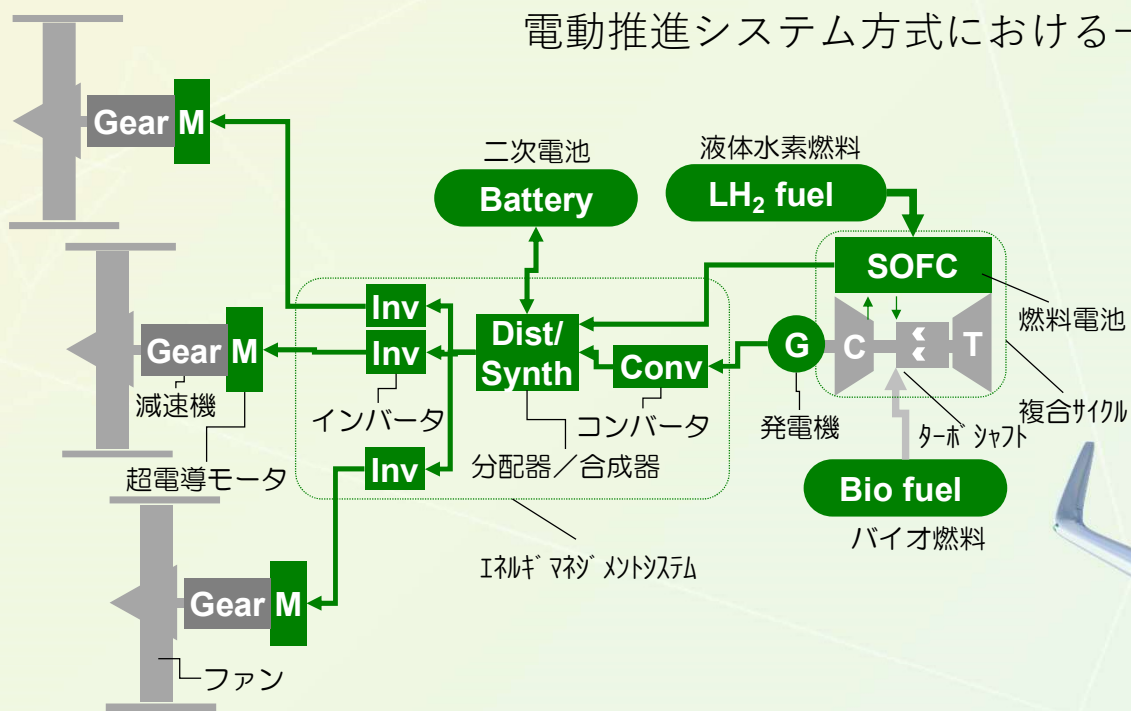 電動推進システム方式における
Gear M
二次電池
Battery
液体水素燃料
LH₂ fuel
SOFC
燃料電池
Inv
Dist/
Synth
Conv
G
C
T
複合サイクル
Gear M
減速機
超電導モータ
Inv
インバータ
コンバータ
分配器／合成器
発電機
ターボシャフト
Inv
Bio fuel
バイオ燃料
エネルギマネジメントシステム
Gear M
ファン